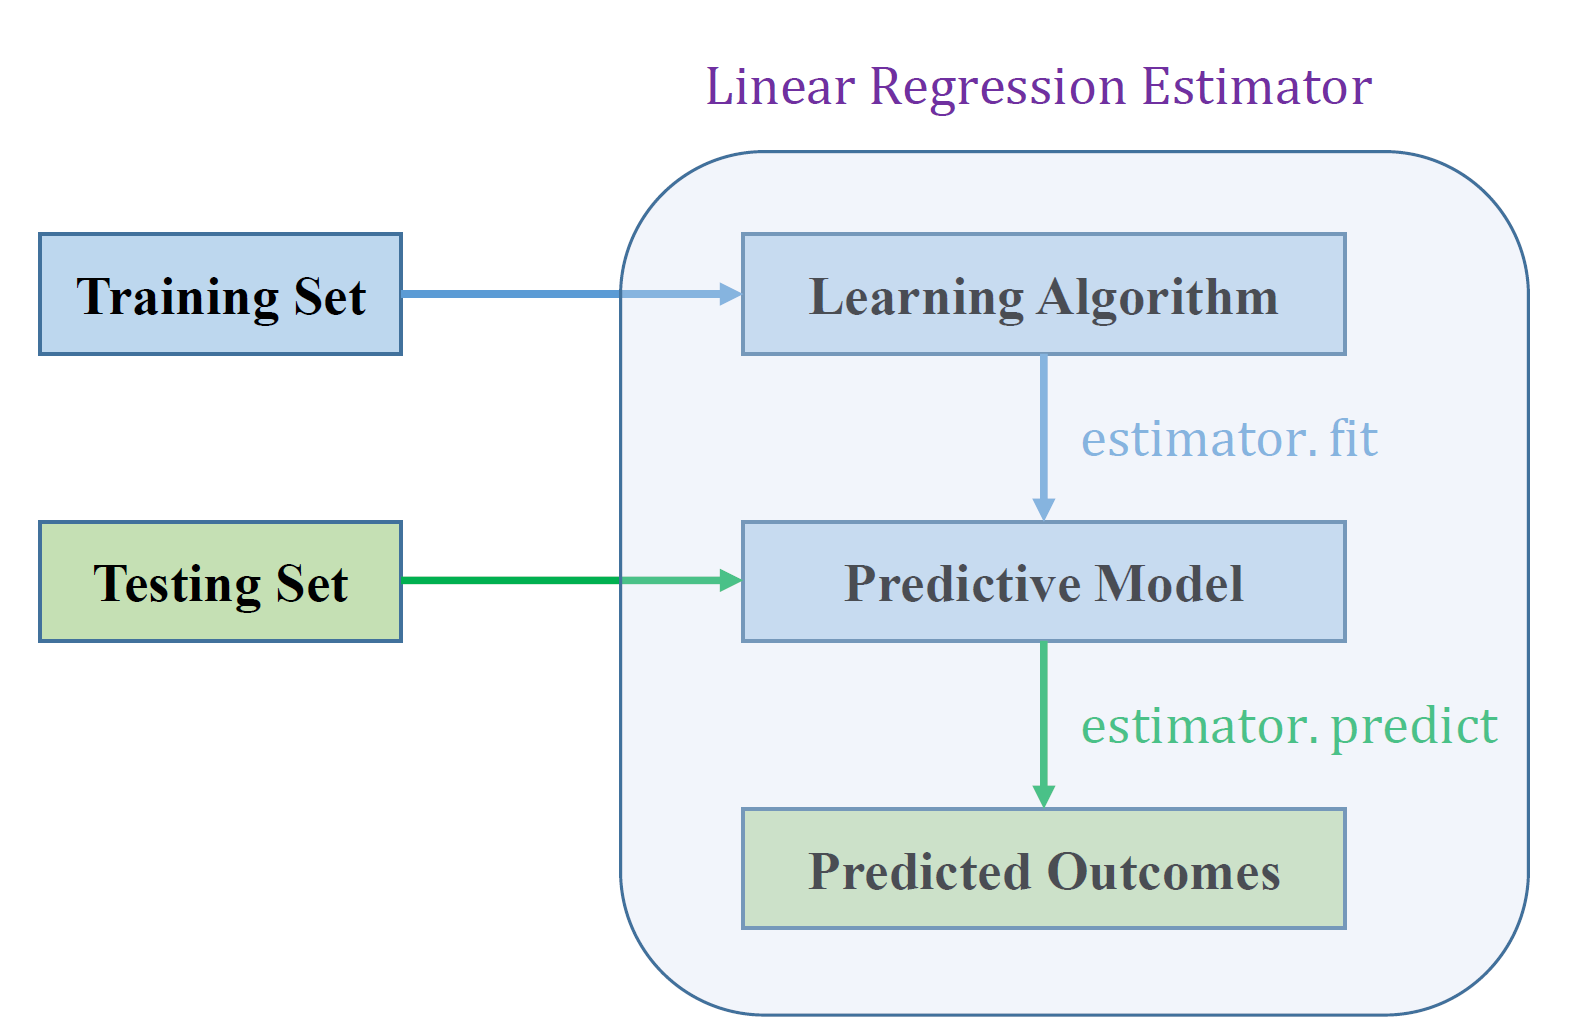 Linear Regression Estimator
Training Set
Learning Algorithm
estimator. fit
Testing Set
Predictive Model
estimator. predict
Predicted Outcomes